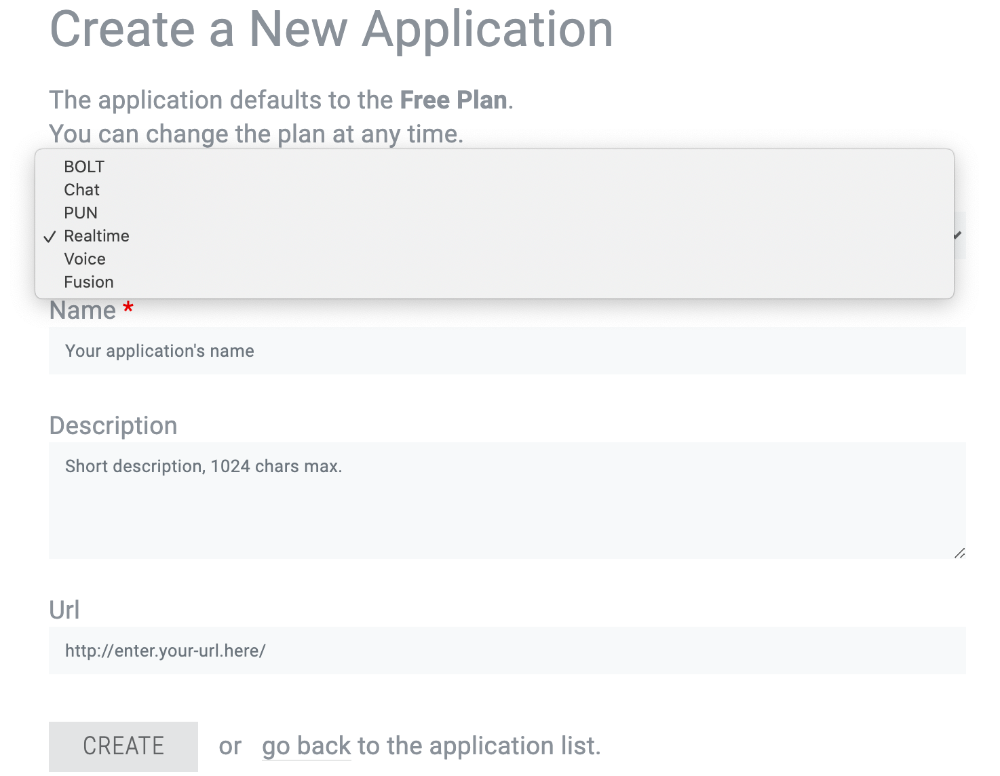 Create a New Application
The application defaults to the Free Plan.
You can change the plan at any time.
BOLT
Chat
PUN
Realtime
Voice
Fusion
Name *
Your application's name
Description
Short description, 1024 chars max.
Url
http://enter.your-url.here/
CREATE or go back to the application list.